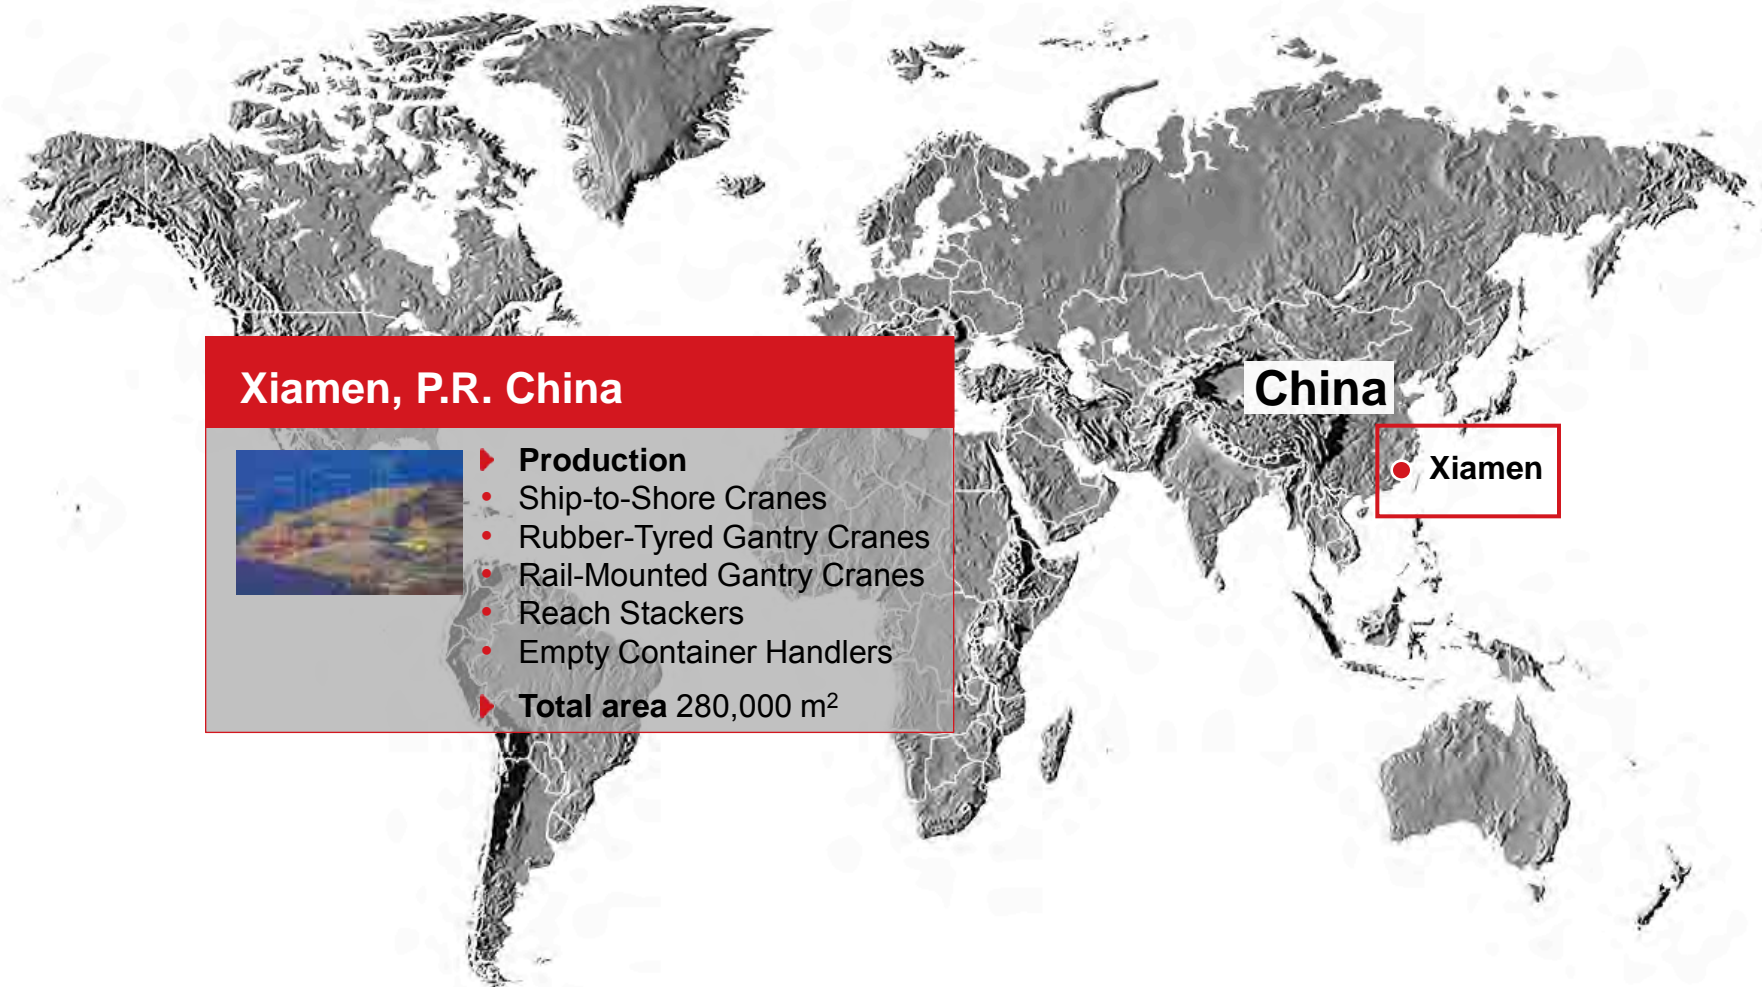 Xiamen, P.R. China
Production
• Ship-to-Shore Cranes
• Rubber-Tyred Gantry Cranes
• Rail-Mounted Gantry Cranes
• Reach Stackers
• Empty Container Handlers
Total area 280,000 m²
China
Xiamen